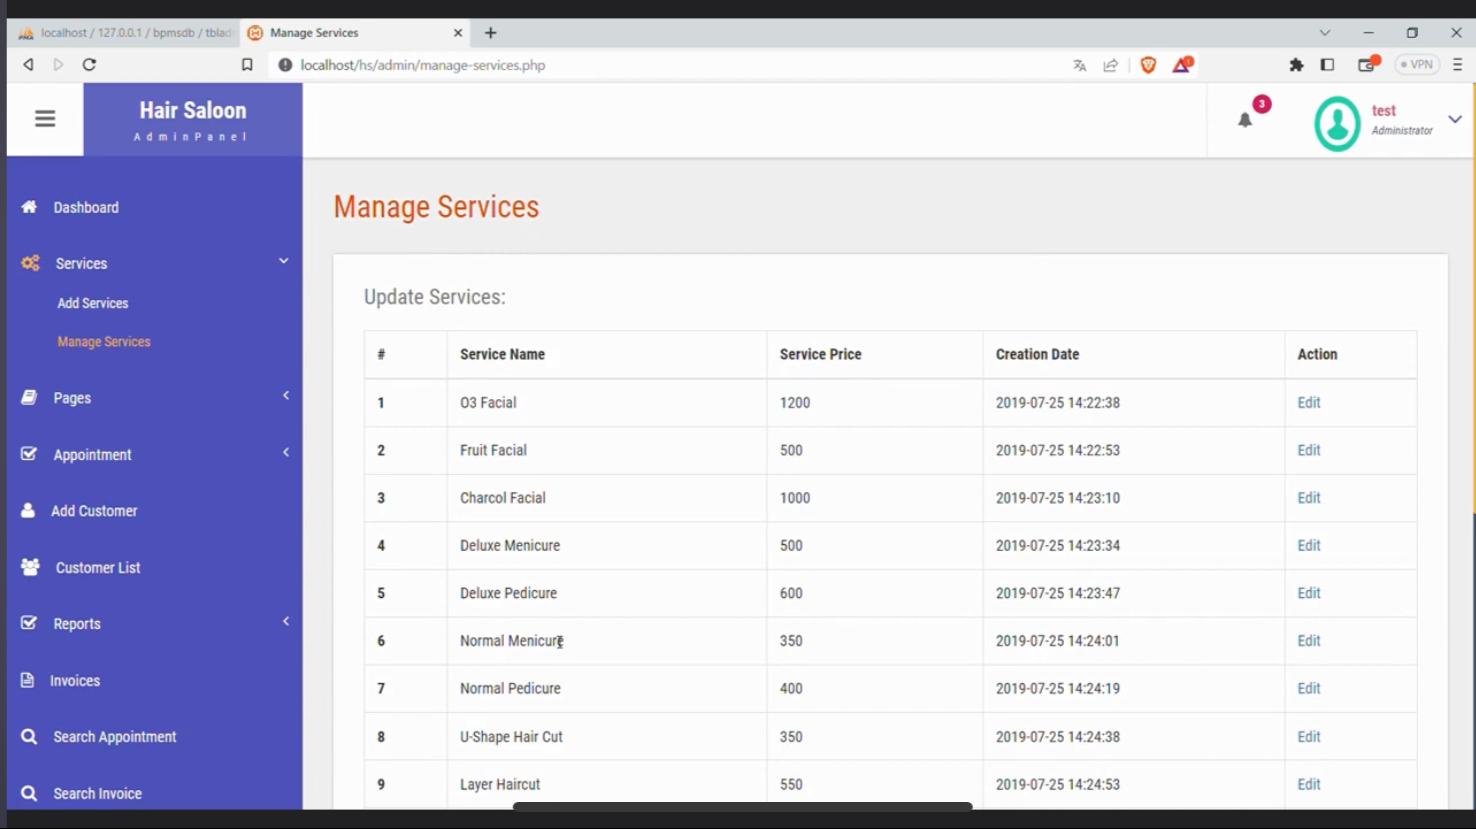 localhost / 127.0.0.1 / bpmsdb / tblad
Manage Services
localhost/hs/admin/manage-services.php
VPN
Hair Saloon
AdminPanel
3
test
Administrator
Dashboard
Services
Add Services
Manage Services
Pages
Appointment
Add Customer
Customer List
Reports
Invoices
Search Appointment
Search Invoice
Manage Services
Update Services:
# Service Name Service Price Creation Date Action
1 O3 Facial 1200 2019-07-25 14:22:38 Edit
2 Fruit Facial 500 2019-07-25 14:22:53 Edit
3 Charcol Facial 1000 2019-07-25 14:23:10 Edit
4 Deluxe Menicure 500 2019-07-25 14:23:34 Edit
5 Deluxe Pedicure 600 2019-07-25 14:23:47 Edit
6 Normal Menicure 350 2019-07-25 14:24:01 Edit
7 Normal Pedicure 400 2019-07-25 14:24:19 Edit
8 U-Shape Hair Cut 350 2019-07-25 14:24:38 Edit
9 Layer Haircut 550 2019-07-25 14:24:53 Edit